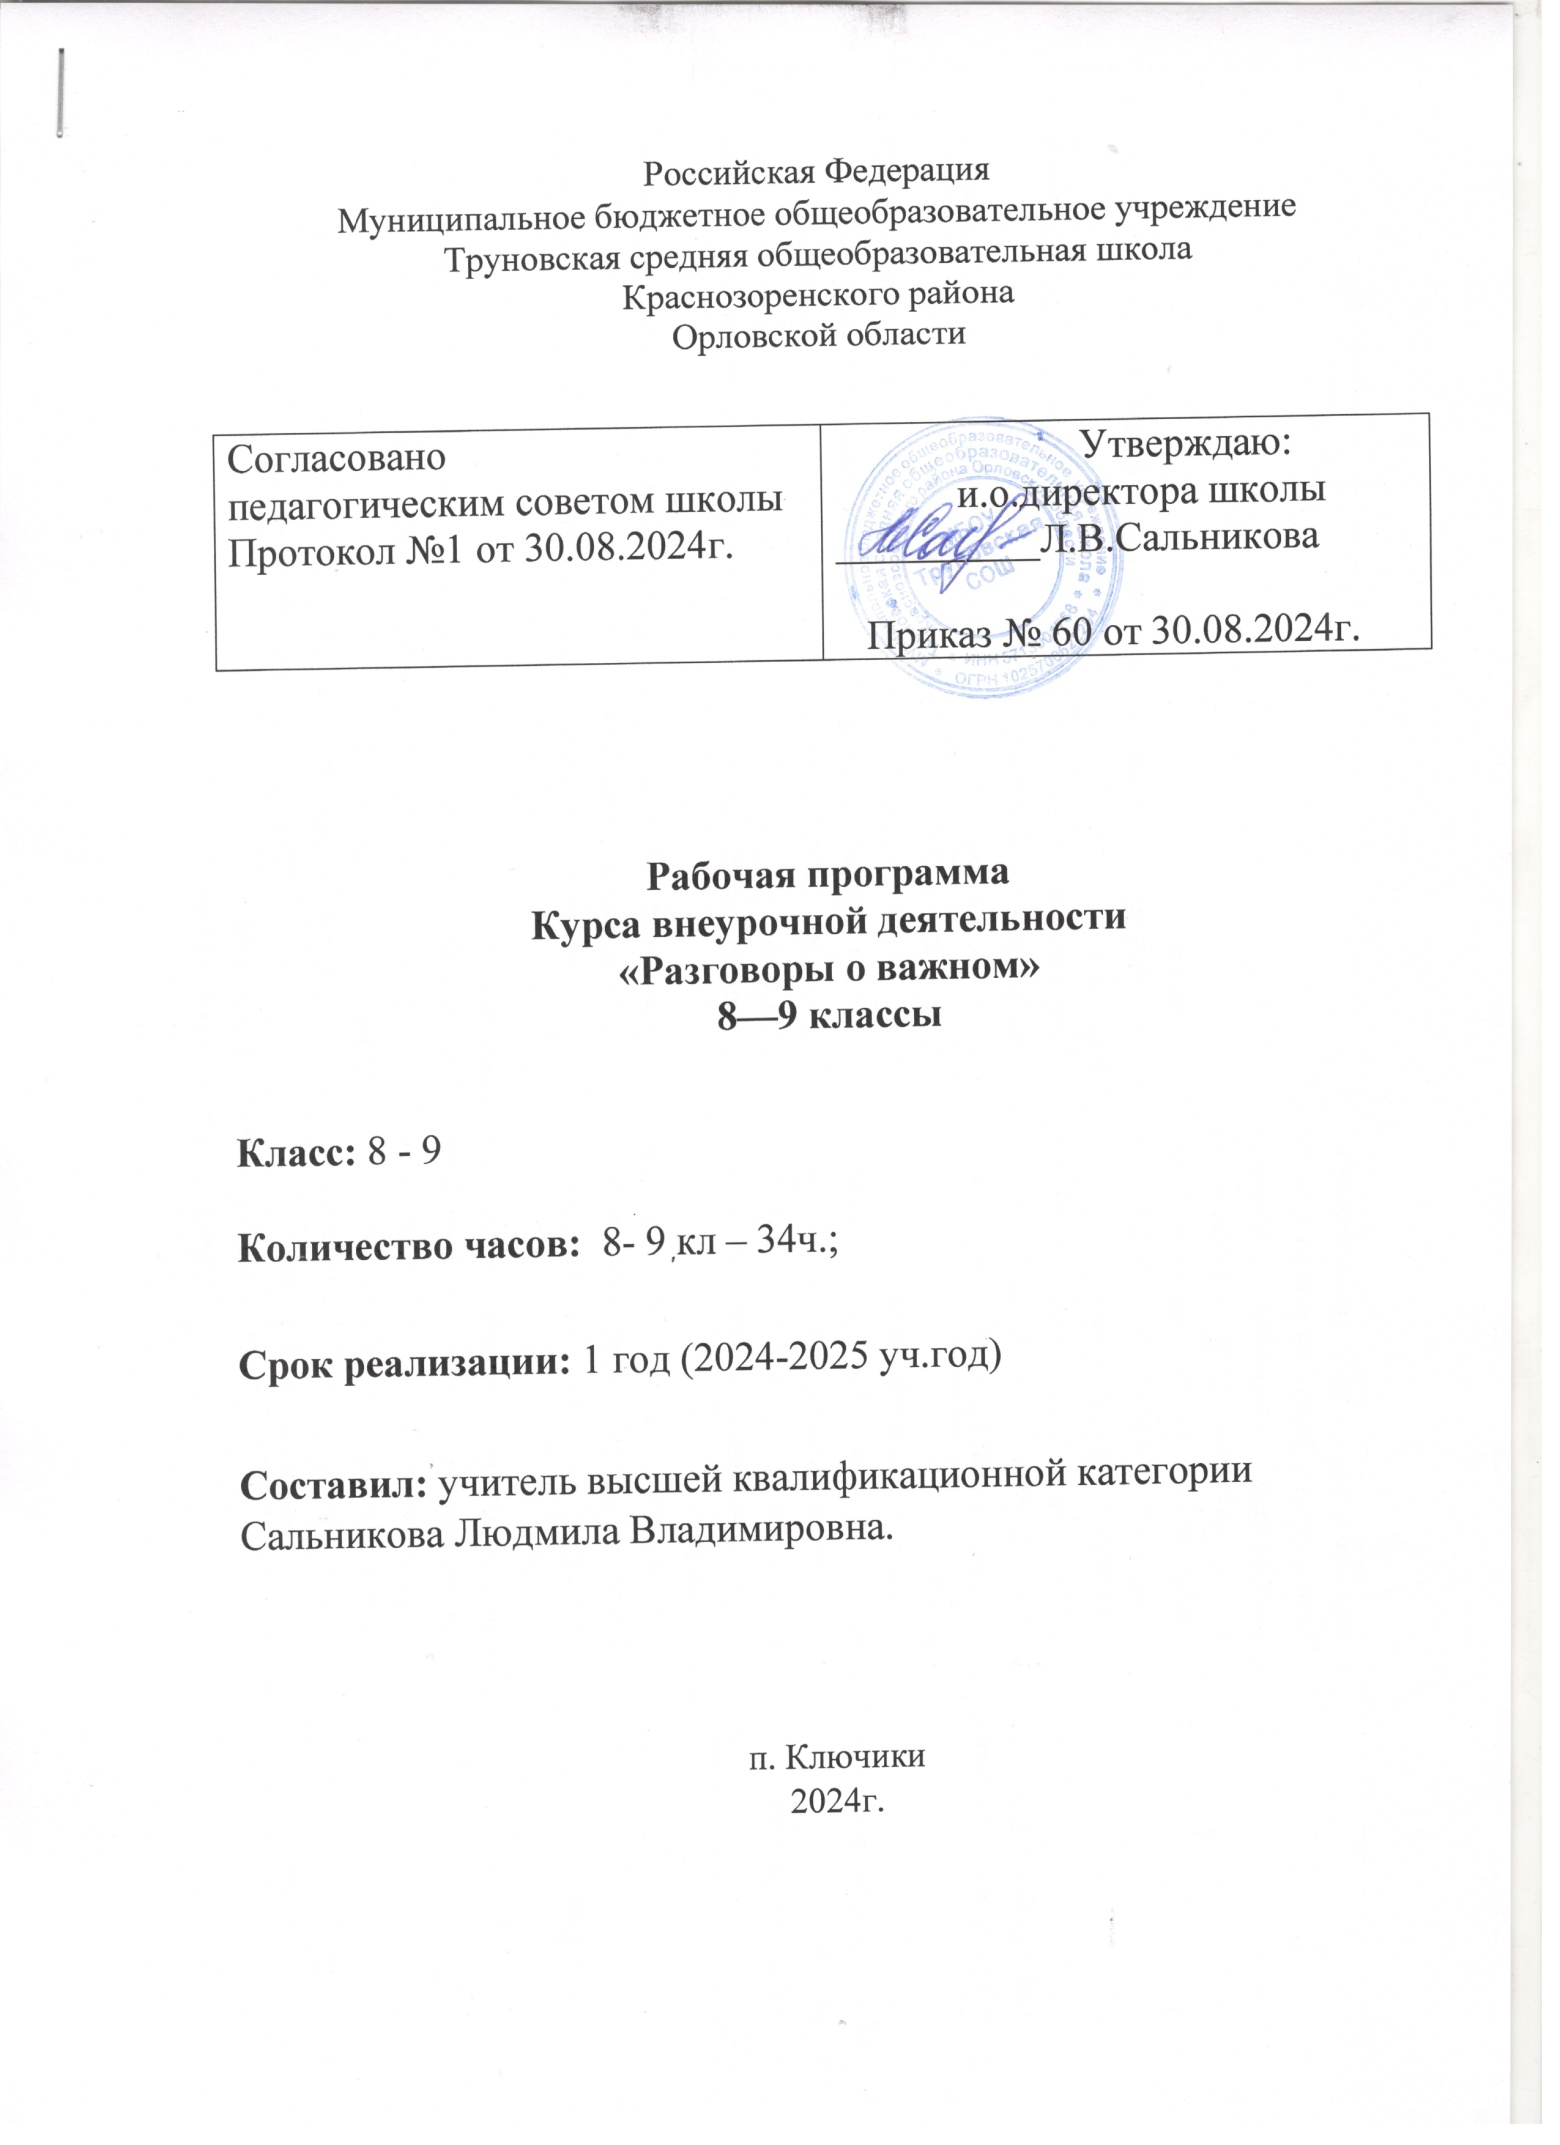 Российская Федерация
Муниципальное бюджетное общеобразовательное учреждение
Труновская средняя общеобразовательная школа
Краснозоренского района
Орловской области
Согласовано
педагогическим советом школы
Протокол №1 от 30.08.2024г.
Утверждаю:
и.о.директора школы
____________Л.В.Сальникова
Приказ № 60 от 30.08.2024г.
Труновская
СОШ
Рабочая программа
Курса внеурочной деятельности
«Разговоры о важном»
8—9 классы
Класс: 8 - 9
Количество часов: 8- 9 кл – 34ч.;
Срок реализации: 1 год (2024-2025 уч.год)
Составил: учитель высшей квалификационной категории
Сальникова Людмила Владимировна.
п. Ключики
2024г.